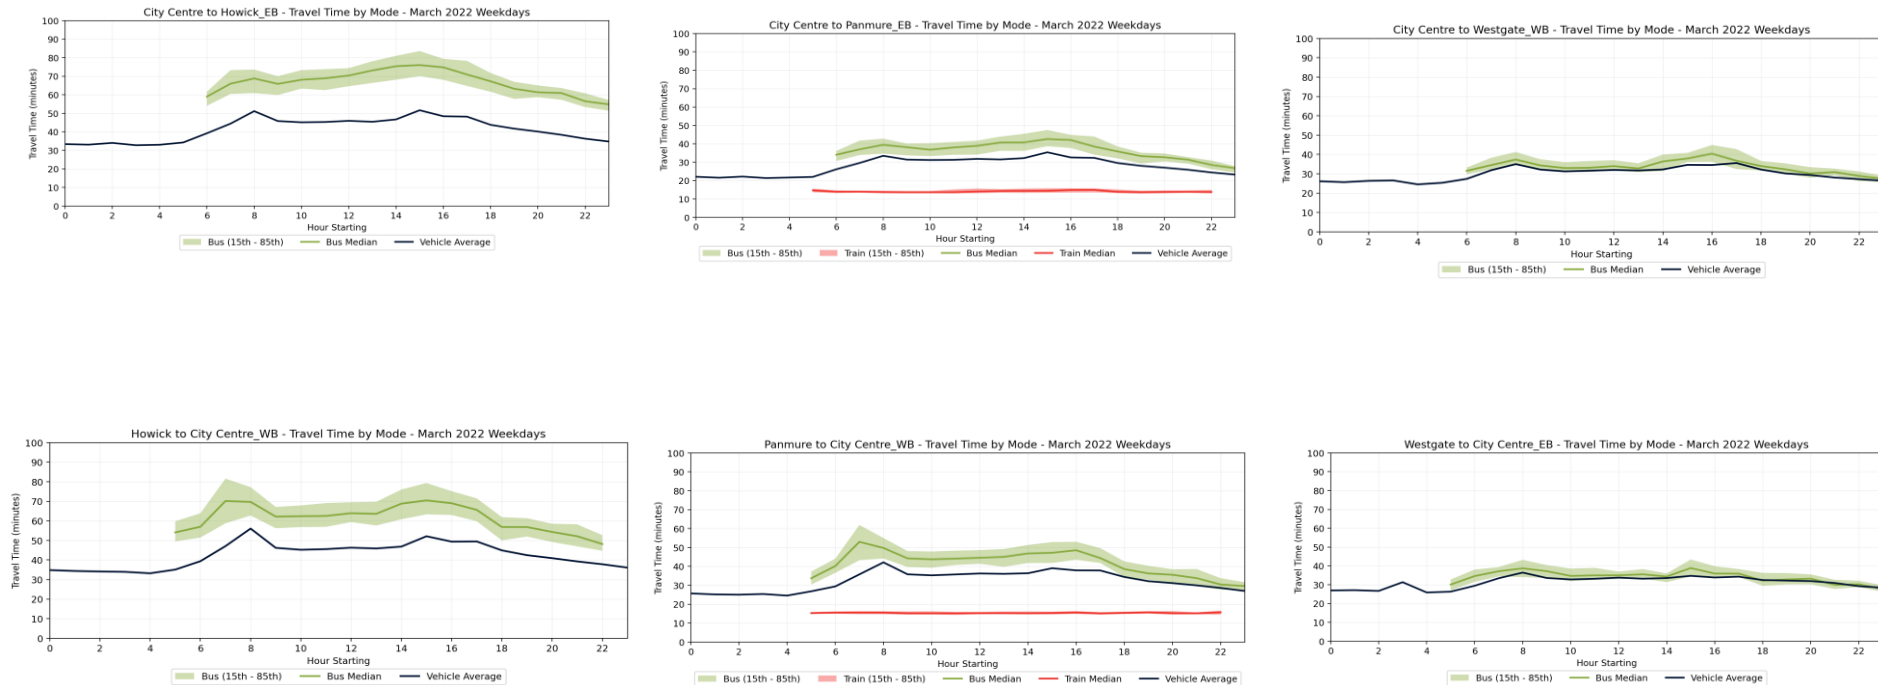 City Centre to Howick_EB - Travel Time by Mode - March 2022 Weekdays
100
90
80
70
60
50
40
30
20
10
0
Travel Time (minutes)
0 2 4 6 8 10 12 14 16 18 20 22
Hour Starting
Bus (15th - 85th) Bus Median Vehicle Average
City Centre to Panmure_EB - Travel Time by Mode - March 2022 Weekdays
100
90
80
70
60
50
40
30
20
10
0
Travel Time (minutes)
0 2 4 6 8 10 12 14 16 18 20 22
Hour Starting
Bus (15th - 85th) Train (15th - 85th) Bus Median Train Median Vehicle Average
City Centre to Westgate_WB - Travel Time by Mode - March 2022 Weekdays
100
90
80
70
60
50
40
30
20
10
0
Travel Time (minutes)
0 2 4 6 8 10 12 14 16 18 20 22
Hour Starting
Bus (15th - 85th) Bus Median Vehicle Average
Howick to City Centre_WB - Travel Time by Mode - March 2022 Weekdays
100
90
80
70
60
50
40
30
20
10
0
Travel Time (minutes)
0 2 4 6 8 10 12 14 16 18 20 22
Hour Starting
Bus (15th - 85th) Bus Median Vehicle Average
Panmure to City Centre_WB - Travel Time by Mode - March 2022 Weekdays
100
90
80
70
60
50
40
30
20
10
0
Travel Time (minutes)
0 2 4 6 8 10 12 14 16 18 20 22
Hour Starting
Bus (15th - 85th) Train (15th - 85th) Bus Median Train Median Vehicle Average
Westgate to City Centre_EB - Travel Time by Mode - March 2022 Weekdays
100
90
80
70
60
50
40
30
20
10
0
Travel Time (minutes)
0 2 4 6 8 10 12 14 16 18 20 22
Hour Starting
Bus (15th - 85th) Bus Median Vehicle Average